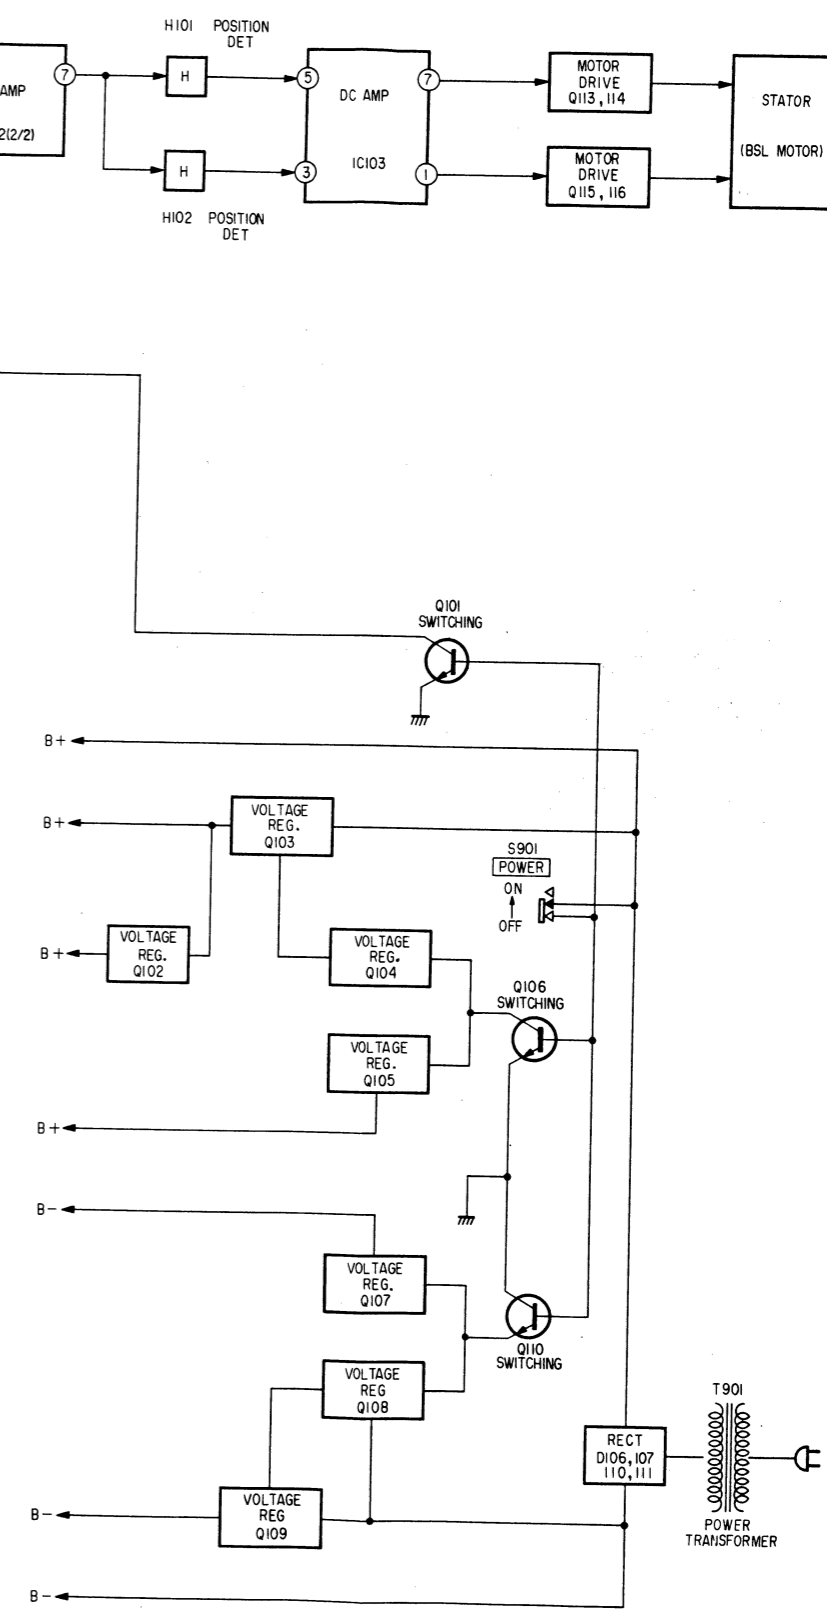 H101 POSITION
DET
7
AMP
2(2/2)
H
H
H102 POSITION
DET
5
3
DC AMP
IC103
7
1
MOTOR
DRIVE
Q113, 114
MOTOR
DRIVE
Q115, 116
STATOR
(BSL MOTOR)
Q101
SWITCHING
B+
B+
VOLTAGE
REG.
Q103
S901
POWER
ON
OFF
B+
VOLTAGE
REG.
Q102
VOLTAGE
REG.
Q104
Q106
SWITCHING
VOLTAGE
REG.
Q105
B+
B-
VOLTAGE
REG.
Q107
Q110
SWITCHING
VOLTAGE
REG
Q108
T901
RECT
D106, 107
110, 111
VOLTAGE
REG
Q109
B-
POWER
TRANSFORMER
B-